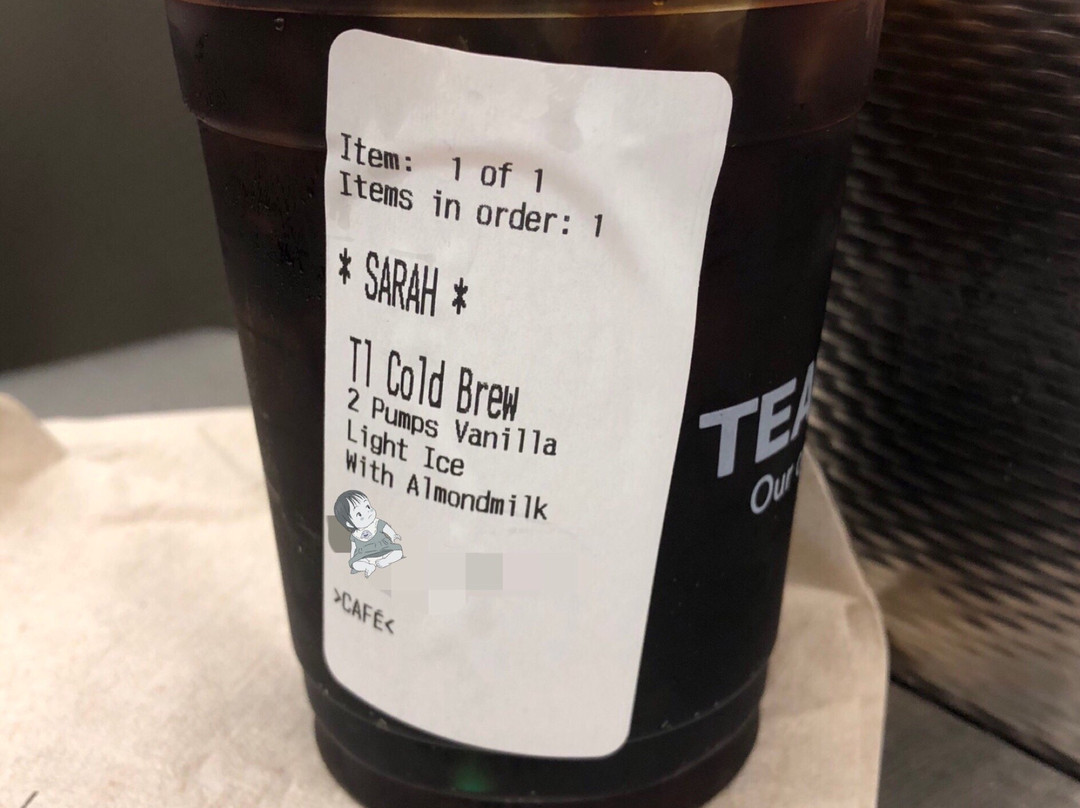 Item: 1 of 1
Items in order: 1
* SARAH *
Tl Cold Brew
2 Pumps Vanilla
Light Ice
With Almondmilk
>CAFÉ<
TEA
Our